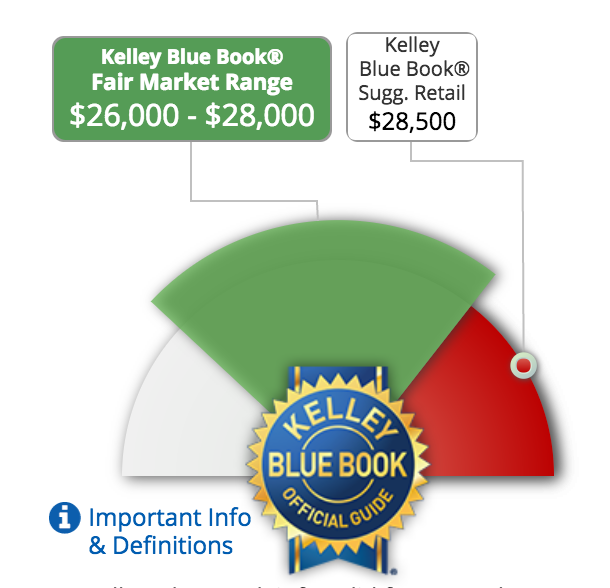 Kelley Blue Book®
Fair Market Range
$26,000 - $28,000
Kelley
Blue Book®
Sugg. Retail
$28,500
KELLEY
BLUE BOOK
OFFICIAL GUIDE
®
Important Info
& Definitions